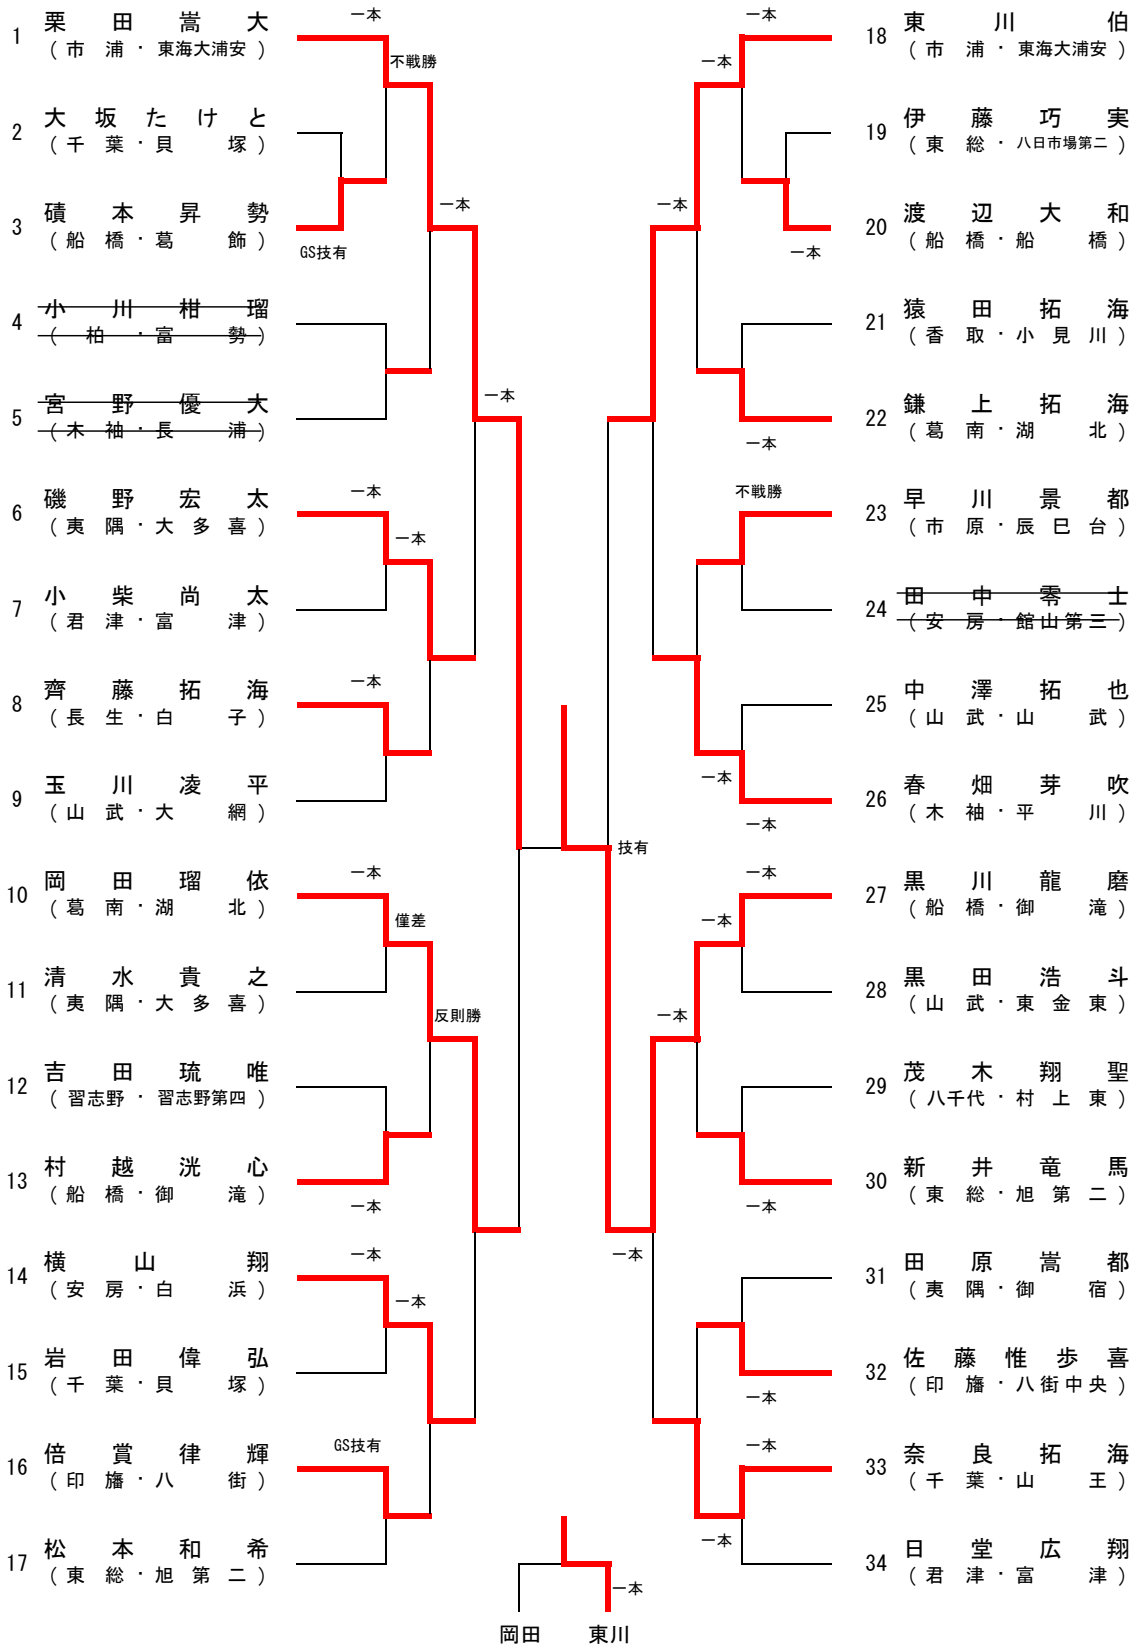 1 栗田嵩大
(市浦・東海大浦安)
一本
不戦勝
2 大坂たけと
(千葉・貝塚)
3 磧本昇勢
(船橋・葛飾)
GS技有
一本
4 小川柑瑠
(柏・富勢)
5 宮野優大
(木袖・長浦)
一本
6 磯野宏太
(夷隅・大多喜)
一本
一本
7 小柴尚太
(君津・富津)
8 齊藤拓海
(長生・白子)
一本
9 玉川凌平
(山武・大網)
10 岡田瑠依
(葛南・湖北)
一本
僅差
11 清水貴之
(夷隅・大多喜)
反則勝
12 吉田琉唯
(習志野・習志野第四)
13 村越洸心
(船橋・御滝)
一本
14 横山翔
(安房・白浜)
一本
一本
15 岩田偉弘
(千葉・貝塚)
16 倍賞律輝
(印旛・八街)
GS技有
17 松本和希
(東総・旭第二)
18 東川伯
(市浦・東海大浦安)
一本
一本
19 伊藤巧実
(東総・八日市場第二)
20 渡辺大和
(船橋・船橋)
一本
一本
21 猿田拓海
(香取・小見川)
22 鎌上拓海
(葛南・湖北)
一本
23 早川景都
(市原・辰巳台)
不戦勝
24 田中零士
(安房・館山第三)
25 中澤拓也
(山武・山武)
26 春畑芽吹
(木袖・平川)
一本
一本
技有
27 黒川龍磨
(船橋・御滝)
一本
一本
28 黒田浩斗
(山武・東金東)
一本
29 茂木翔聖
(八千代・村上東)
30 新井竜馬
(東総・旭第二)
一本
一本
31 田原嵩都
(夷隅・御宿)
32 佐藤惟歩喜
(印旛・八街中央)
一本
33 奈良拓海
(千葉・山王)
一本
一本
34 日堂広翔
(君津・富津)
一本
岡田 東川